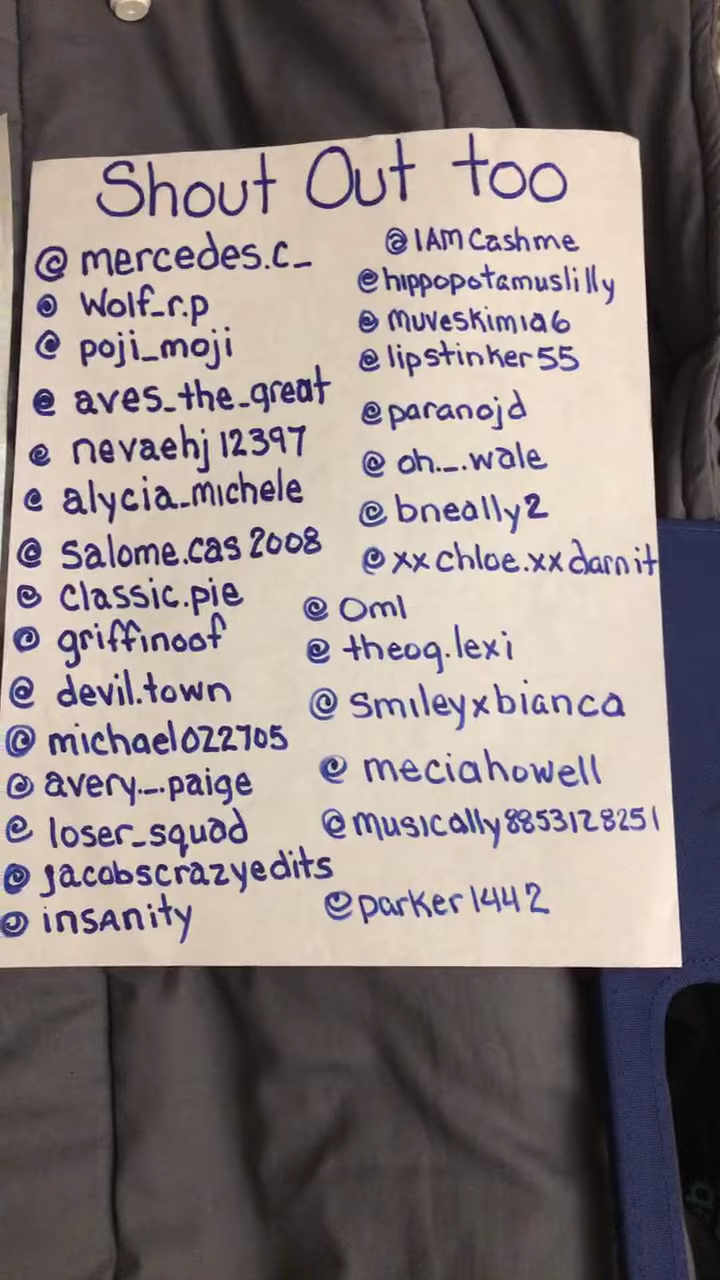 Shout Out too
@ mercedes.c_
@ Wolf_r.p
@ poji_moji
@ aves_the_great
@ nevaehj12397
@ alycia_michele
@ Salome.cas2008
@ Classic.pie
@ griffinoof
@ devil.town
@ michael022705
@ avery._.paige
@ loser_squad
@ jacobscrazyedits
@ insanity
@IAMCashme
@hippopotamuslilly
@ muveskimia6
@lipstinker55
@paranojd
@ oh._.wale
@ bneally2
@xxchloe.xxdarnit
@ Oml
@ theog.lexi
@ Smileyxbianca
@ meciahowell
@musically8853128251
@parker1442